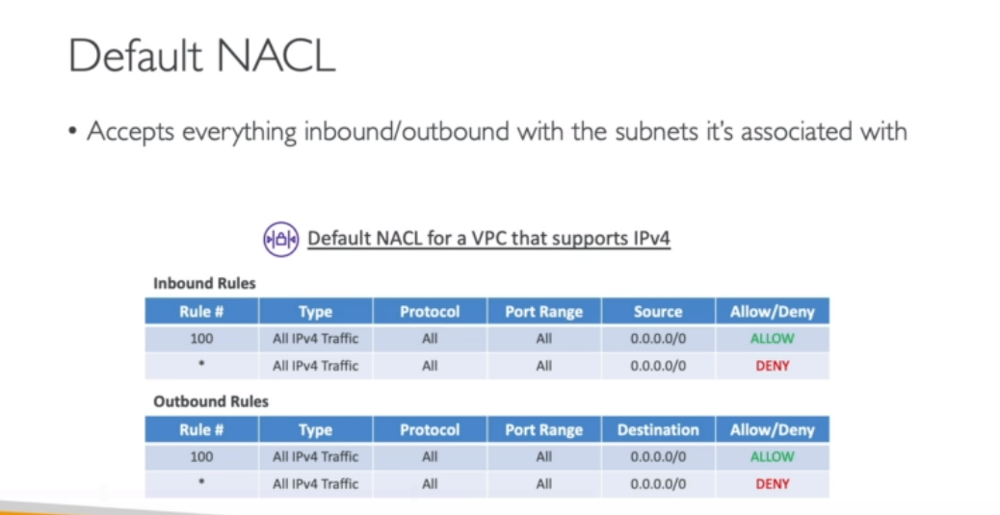 Default NACL
• Accepts everything inbound/outbound with the subnets it's associated with
Default NACL for a VPC that supports IPv4
Inbound Rules
Rule # Type Protocol Port Range Source Allow/Deny
100 All IPv4 Traffic All All 0.0.0.0/0 ALLOW
* All IPv4 Traffic All All 0.0.0.0/0 DENY
Outbound Rules
Rule # Type Protocol Port Range Destination Allow/Deny
100 All IPv4 Traffic All All 0.0.0.0/0 ALLOW
* All IPv4 Traffic All All 0.0.0.0/0 DENY